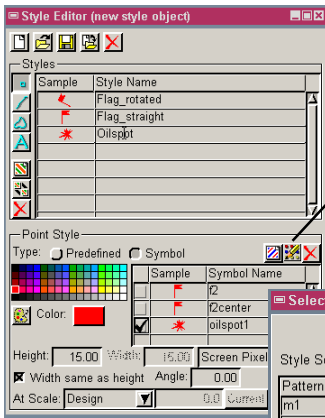 Style Editor (new style object)
Styles
Sample Style Name
Flag_rotated
Flag_straight
Oilspot
A
Point Style
Type: Predefined Symbol
Sample Symbol Name
f2
f2center
oilspot1
Color:
Height: 15.00 Width: 15.00 Screen Pixel
Width same as height Angle: 0.00
At Scale: Design 0.0 Current
Selec
Style Se
Pattern
m1